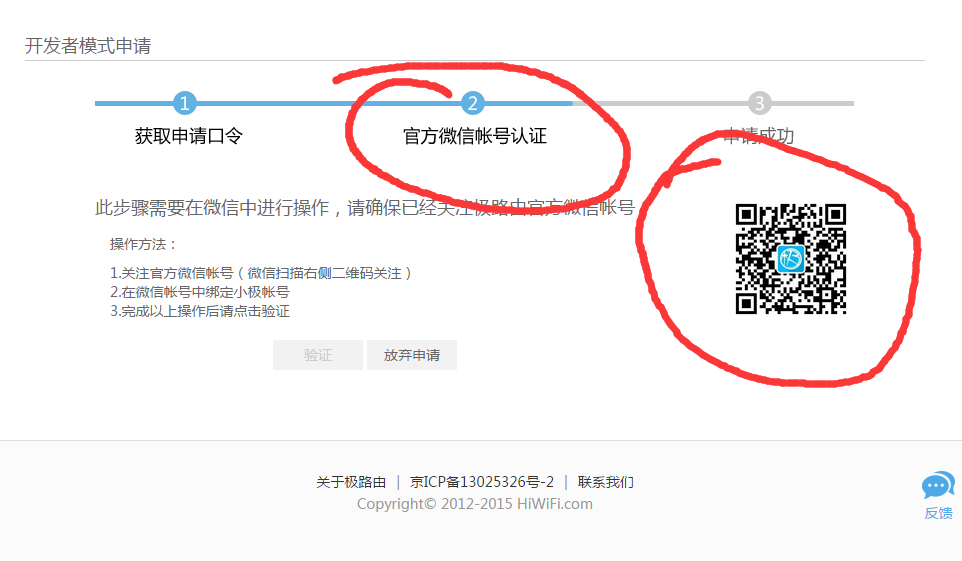 开发者模式申请
1 2 3
获取申请口令 官方微信帐号认证 申请成功
此步骤需要在微信中进行操作，请确保已经关注极路由官方微信帐号
操作方法：
1.关注官方微信帐号（微信扫描右侧二维码关注）
2.在微信帐号中绑定小极帐号
3.完成以上操作后请点击验证
验证 放弃申请
关于极路由 | 京ICP备13025326号-2 | 联系我们
Copyright© 2012-2015 HiWiFi.com
反馈